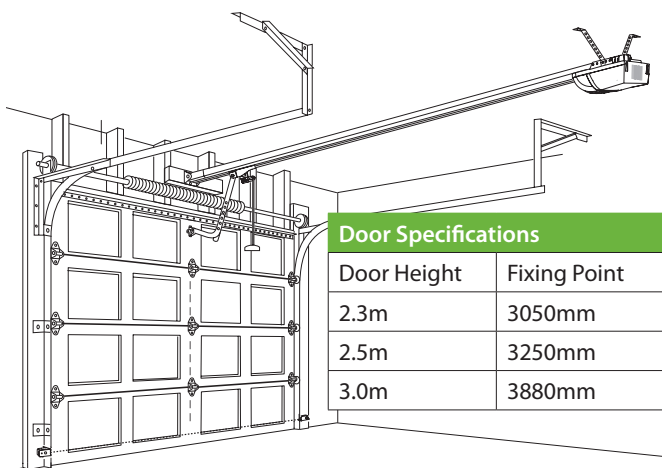 Door Specifications
Door Height Fixing Point
2.3m 3050mm
2.5m 3250mm
3.0m 3880mm